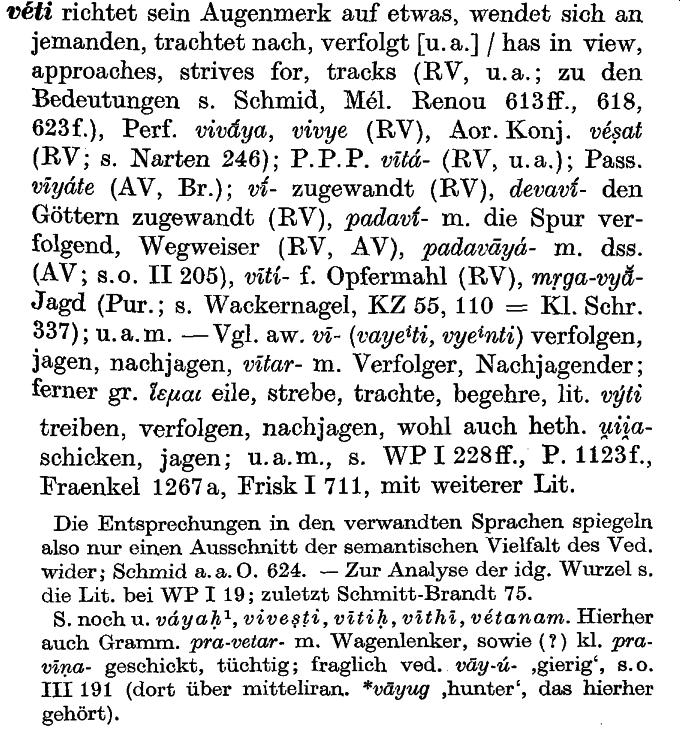 véti richtet sein Augenmerk auf etwas, wendet sich an
jemanden, trachtet nach, verfolgt [u. a.] / has in view,
approaches, strives for, tracks (RV, u. a.; zu den
Bedeutungen s. Schmid, Mél. Renou 613ff., 618,
623f.), Perf. vivā́ya, vivye (RV), Aor. Konj. véṣat
(RV; s. Narten 246); P.P.P. vītá- (RV, u. a.); Pass.
vīyáte (AV, Br.); vī́- zugewandt (RV), devavī́- den
Göttern zugewandt (RV), padavī́- m. die Spur ver-
folgend, Wegweiser (RV, AV), padavāyá- m. dss.
(AV; s.o. II 205), vītí- f. Opfermahl (RV), mṛga-vyā̆-
Jagd (Pur.; s. Wackernagel, KZ 55, 110 = Kl. Schr.
337); u. a. m. — Vgl. aw. vī- (vayeⁱti, vyeⁱnti) verfolgen,
jagen, nachjagen, vītar- m. Verfolger, Nachjagender;
ferner gr. ἵεμαι eile, strebe, trachte, begehre, lit. výti
treiben, verfolgen, nachjagen, wohl auch heth. u̯ii̯a-
schicken, jagen; u. a. m., s. WP I 228ff., P. 1123f.,
Fraenkel 1267a, Frisk I 711, mit weiterer Lit.
Die Entsprechungen in den verwandten Sprachen spiegeln
also nur einen Ausschnitt der semantischen Vielfalt des Ved.
wider; Schmid a. a. O. 624. — Zur Analyse der idg. Wurzel s.
die Lit. bei WP I 19; zuletzt Schmitt-Brandt 75.
S. noch u. váyaḥ¹, viveṣṭi, vītiḥ, vīthī, vétanam. Hierher
auch Gramm. pra-vetar- m. Wagenlenker, sowie (?) kl. pra-
vīṇa- geschickt, tüchtig; fraglich ved. vāy-ú- ‚gierig‘, s.o.
III 191 (dort über mitteliran. *vāyug ‚hunter‘, das hierher
gehört).